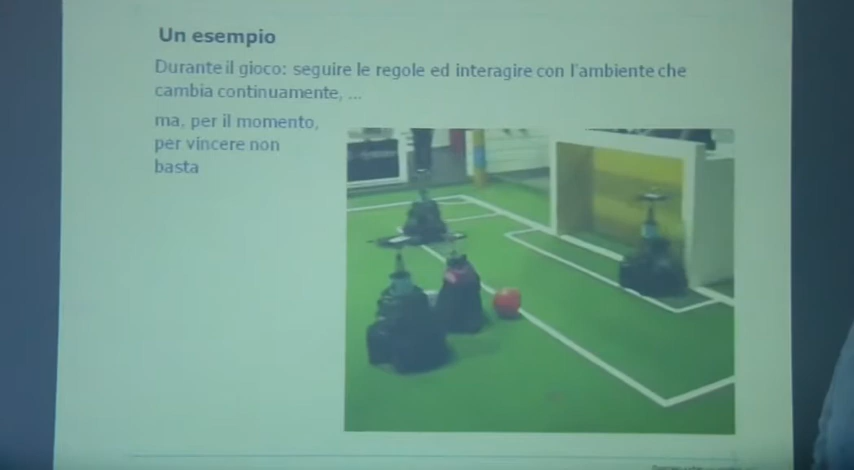 Un esempio
Durante il gioco: seguire le regole ed interagire con l'ambiente che
cambia continuamente, ...
ma, per il momento,
per vincere non
basta